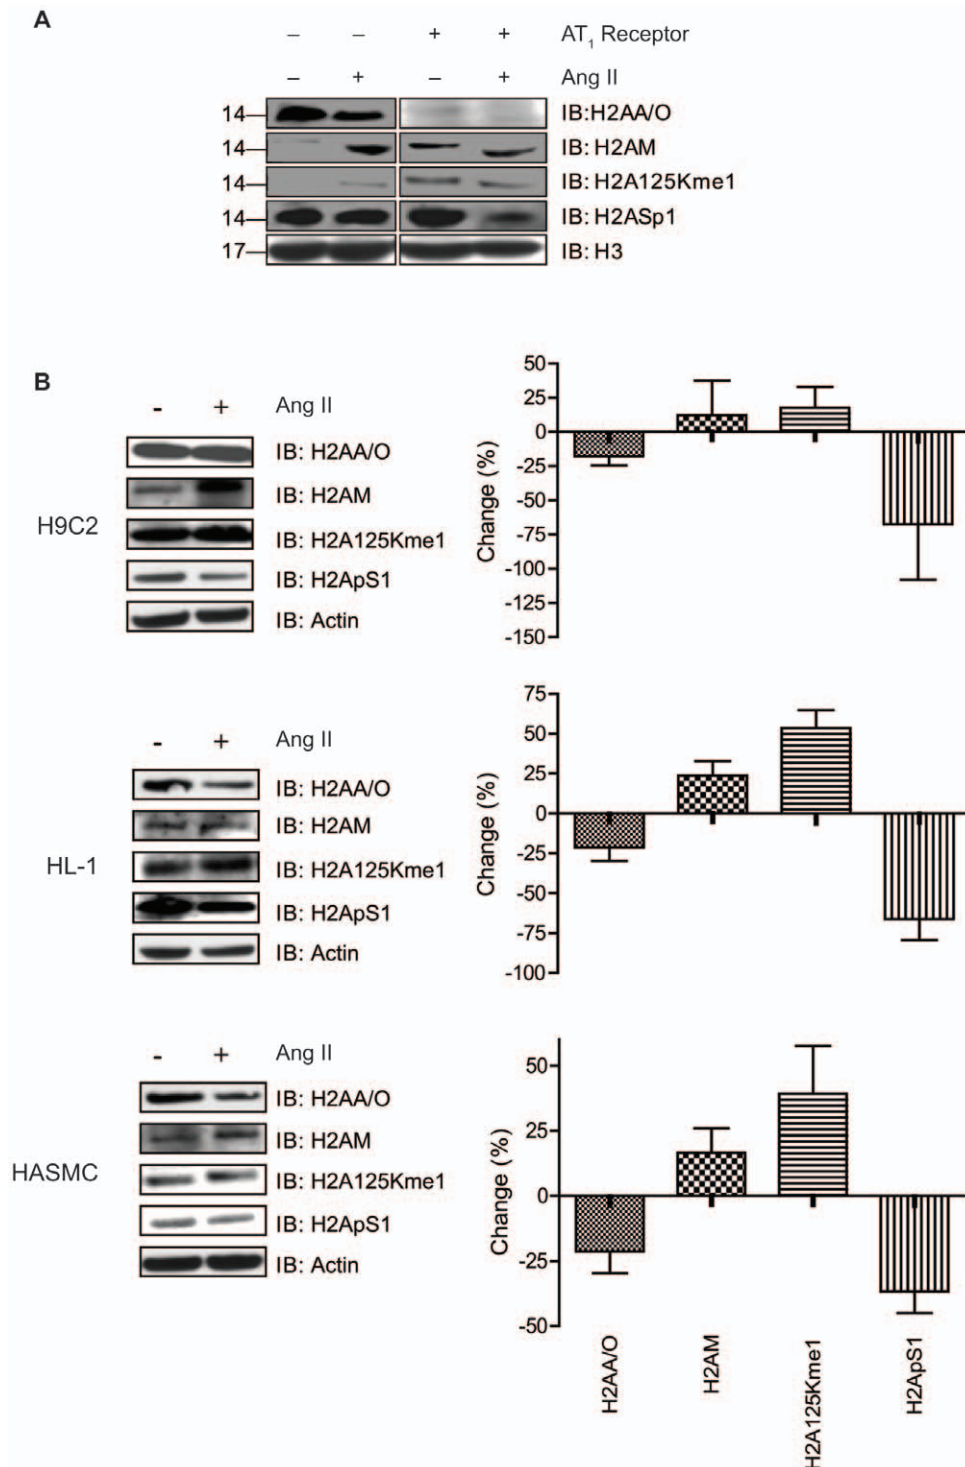 A
– – + + AT1 Receptor
– + – + Ang II
14 IB:H2AA/O
14 IB: H2AM
14 IB: H2A125Kme1
14 IB: H2ASp1
17 IB: H3
B
- + Ang II
IB: H2AA/O
IB: H2AM
H9C2
IB: H2A125Kme1
IB: H2ApS1
IB: Actin
50
25
0
-25
-50
-75
-100
-125
-150
Change (%)
- + Ang II
IB: H2AA/O
IB: H2AM
HL-1
IB: H2A125Kme1
IB: H2ApS1
IB: Actin
75
50
25
0
-25
-50
-75
-100
Change (%)
- + Ang II
IB: H2AA/O
IB: H2AM
HASMC
IB: H2A125Kme1
IB: H2ApS1
IB: Actin
50
25
0
-25
-50
Change (%)
H2AA/O
H2AM
H2A125Kme1
H2ApS1